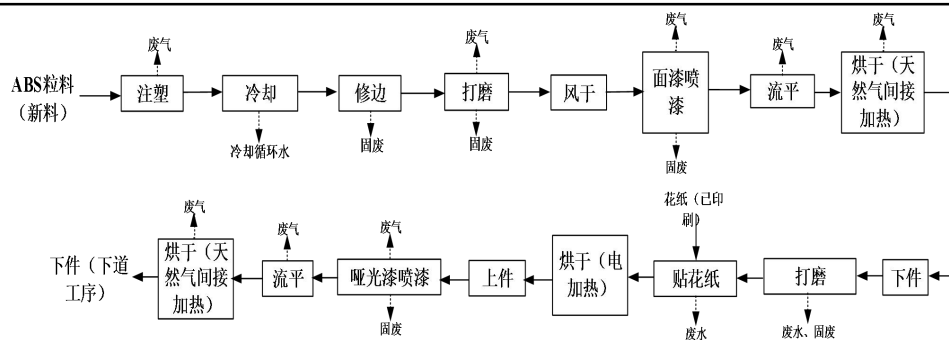 废气
废气
废气
废气
废气
ABS粒料
（新料）
注塑
冷却
修边
打磨
风干
面漆喷
漆
流平
烘干（天
然气间接
加热）
冷却循环水
固废
固废
固废
花纸（已印
刷）
废气
废气
废气
下件（下道
工序）
烘干（天
然气间接
加热）
流平
哑光漆喷漆
上件
烘干（电
加热）
贴花纸
打磨
下件
固废
废水
废水、固废